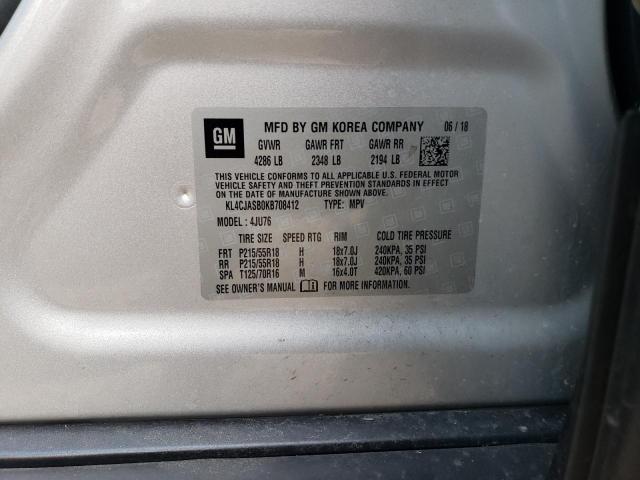 GM
MFD BY GM KOREA COMPANY 06 / 18
GVWR GAWR FRT GAWR RR
4286 LB 2348 LB 2194 LB
THIS VEHICLE CONFORMS TO ALL APPLICABLE U.S. FEDERAL MOTOR
VEHICLE SAFETY AND THEFT PREVENTION STANDARDS IN EFFECT
ON THE DATE OF MANUFACTURE SHOWN ABOVE.
KL4CJASB0KB708412 TYPE: MPV
MODEL : 4JU76
TIRE SIZE SPEED RTG RIM COLD TIRE PRESSURE
FRT P215/55R18 H 18x7.0J 240KPA, 35 PSI
RR P215/55R18 H 18x7.0J 240KPA, 35 PSI
SPA T125/70R16 M 16x4.0T 420KPA, 60 PSI
SEE OWNER'S MANUAL FOR MORE INFORMATION.